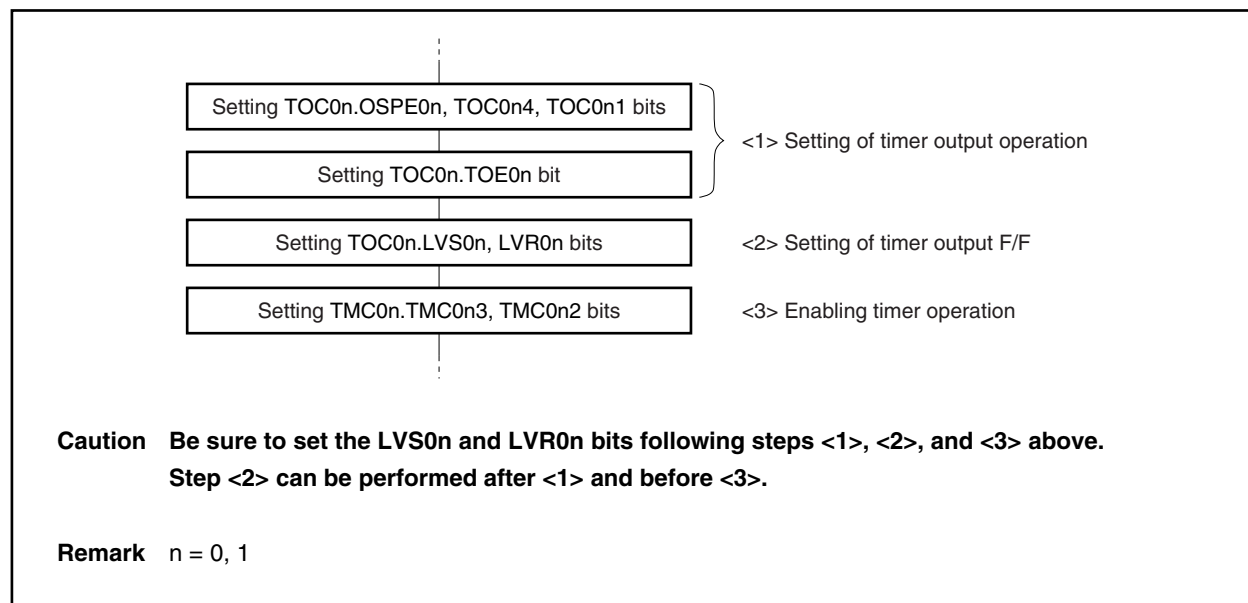 Setting TOC0n.OSPE0n, TOC0n4, TOC0n1 bits
<1> Setting of timer output operation
Setting TOC0n.TOE0n bit
Setting TOC0n.LVS0n, LVR0n bits
<2> Setting of timer output F/F
Setting TMC0n.TMC0n3, TMC0n2 bits
<3> Enabling timer operation
Caution Be sure to set the LVS0n and LVR0n bits following steps <1>, <2>, and <3> above.
Step <2> can be performed after <1> and before <3>.
Remark n = 0, 1